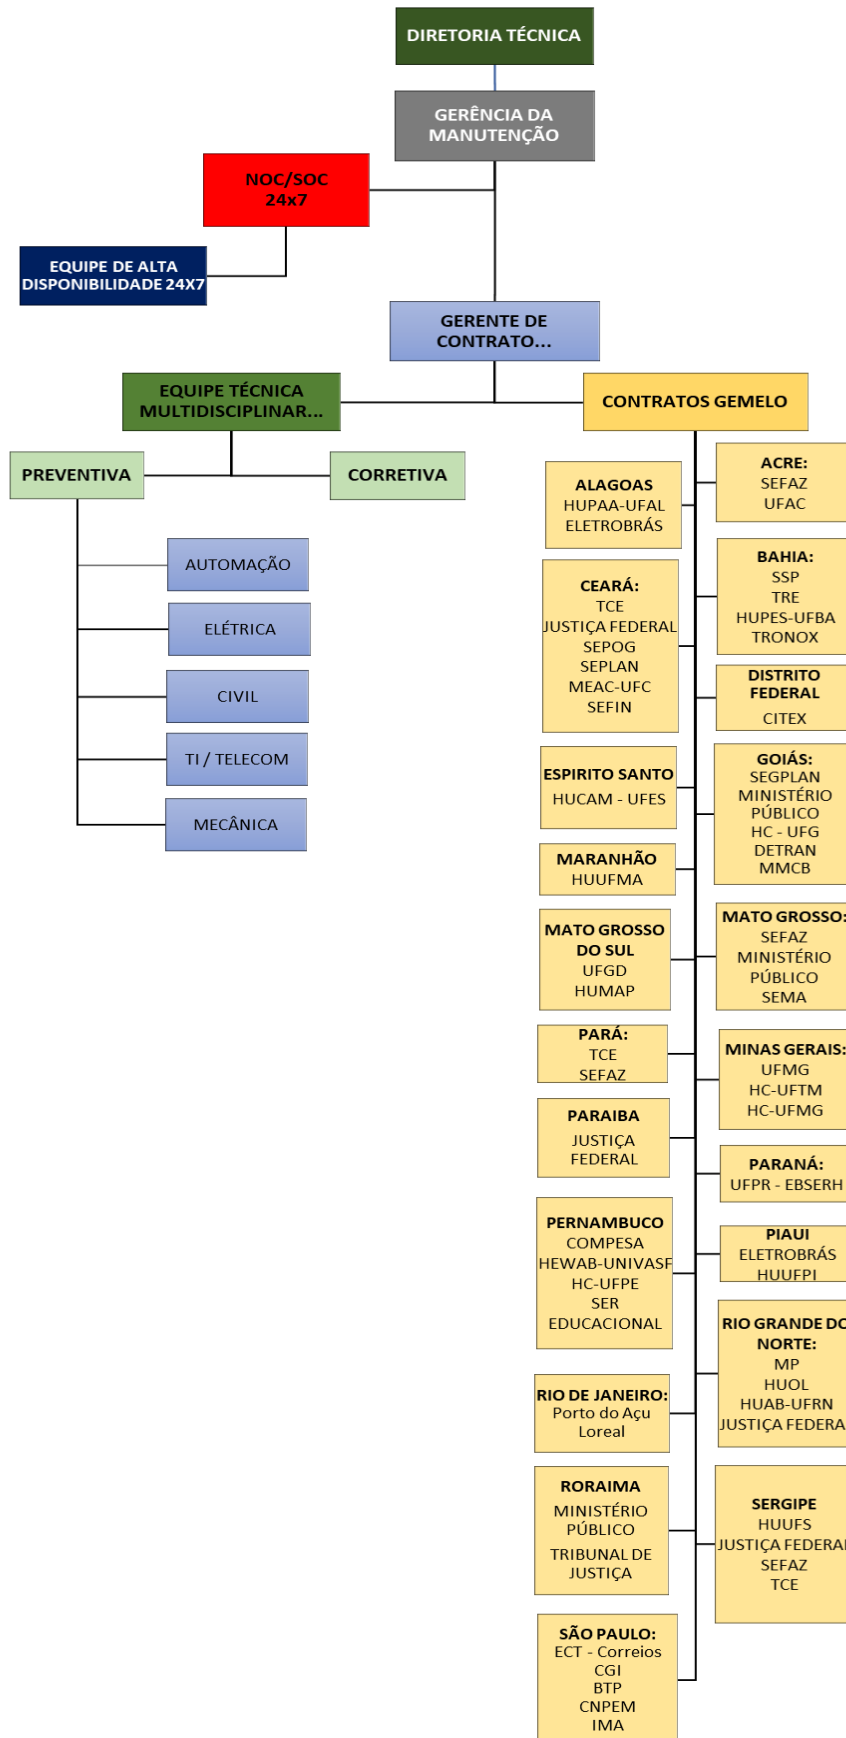 DIRETORIA TÉCNICA
GERÊNCIA DA
MANUTENÇÃO
NOC/SOC
24x7
EQUIPE DE ALTA
DISPONIBILIDADE 24X7
GERENTE DE
CONTRATO...
EQUIPE TÉCNICA
MULTIDISCIPLINAR...
CONTRATOS GEMELO
PREVENTIVA
CORRETIVA
AUTOMAÇÃO
ELÉTRICA
CIVIL
TI / TELECOM
MECÂNICA
ALAGOAS
HUPAA-UFAL
ELETROBRÁS
ACRE:
SEFAZ
UFAC
CEARÁ:
TCE
JUSTIÇA FEDERAL
SEPOG
SEPLAN
MEAC-UFC
SEFIN
BAHIA:
SSP
TRE
HUPES-UFBA
TRONOX
DISTRITO
FEDERAL
CITEX
ESPIRITO SANTO
HUCAM - UFES
GOIÁS:
SEGPLAN
MINISTÉRIO
PÚBLICO
HC - UFG
DETRAN
MMCB
MARANHÃO
HUUFMA
MATO GROSSO
DO SUL
UFGD
HUMAP
MATO GROSSO:
SEFAZ
MINISTÉRIO
PÚBLICO
SEMA
PARÁ:
TCE
SEFAZ
MINAS GERAIS:
UFMG
HC-UFTM
HC-UFMG
PARAIBA
JUSTIÇA
FEDERAL
PARANÁ:
UFPR - EBSERH
PERNAMBUCO
COMPESA
HEWAB-UNIVASF
HC-UFPE
SER
EDUCACIONAL
PIAUI
ELETROBRÁS
HUUFPI
RIO GRANDE DO
NORTE:
MP
HUOL
HUAB-UFRN
JUSTIÇA FEDERAL
RIO DE JANEIRO:
Porto do Açu
Loreal
RORAIMA
MINISTÉRIO
PÚBLICO
TRIBUNAL DE
JUSTIÇA
SERGIPE
HUUFS
JUSTIÇA FEDERAL
SEFAZ
TCE
SÃO PAULO:
ECT - Correios
CGI
BTP
CNPEM
IMA